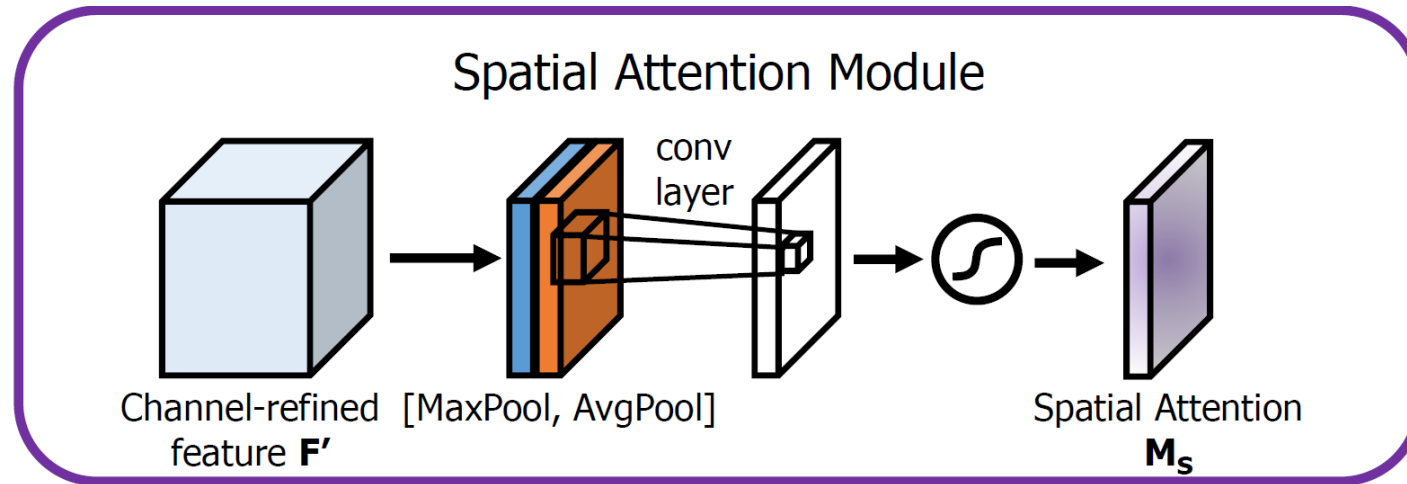 Spatial Attention Module
conv
layer
Channel-refined
feature F’
[MaxPool, AvgPool]
Spatial Attention
Ms